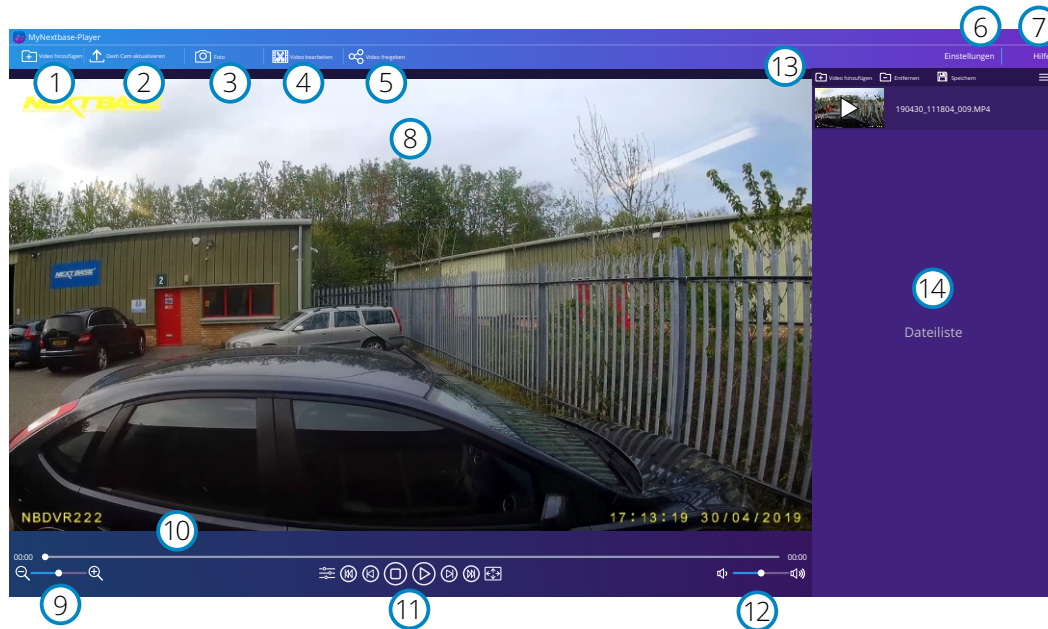 6
7
MyNextbase-Player
Video hinzufügen
Dash Cam aktualisieren
Foto
Video bearbeiten
Video freigeben
Einstellungen
Hilfe
1
2
3
4
5
13
Video hinzufügen
Entfernen
Speichern
NEXTBASE
190430_111804_009.MP4
8
NEXTBASE
2
14
Dateiliste
NBDVR222
17:13:19 30/04/2019
10
00:00
00:00
9
11
12